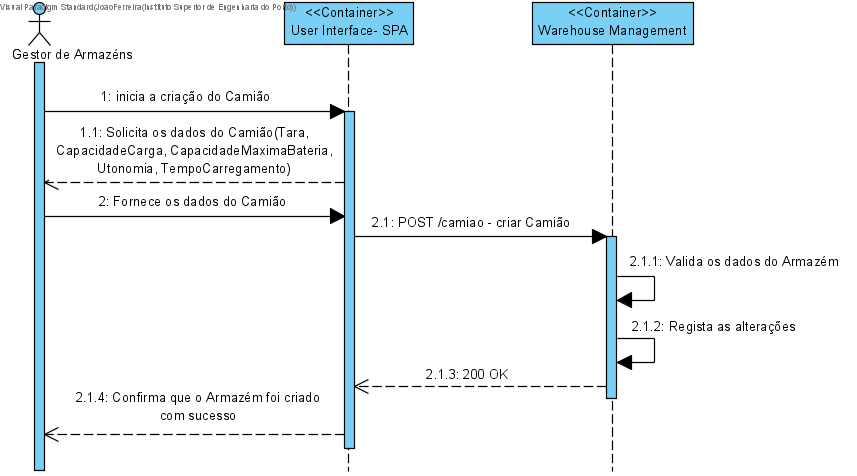 Visual Paradigm Standard(JoaoFerreira(Instituto Superior de Engenharia do Porto))
Gestor de Armazéns
<<Container>>
User Interface- SPA
<<Container>>
Warehouse Management
1: inicia a criação do Camião
1.1: Solicita os dados do Camião(Tara,
CapacidadeCarga, CapacidadeMaximaBateria,
Utonomia, TempoCarregamento)
2: Fornece os dados do Camião
2.1: POST /camiao - criar Camião
2.1.1: Valida os dados do Armazém
2.1.2: Regista as alterações
2.1.3: 200 OK
2.1.4: Confirma que o Armazém foi criado
com sucesso